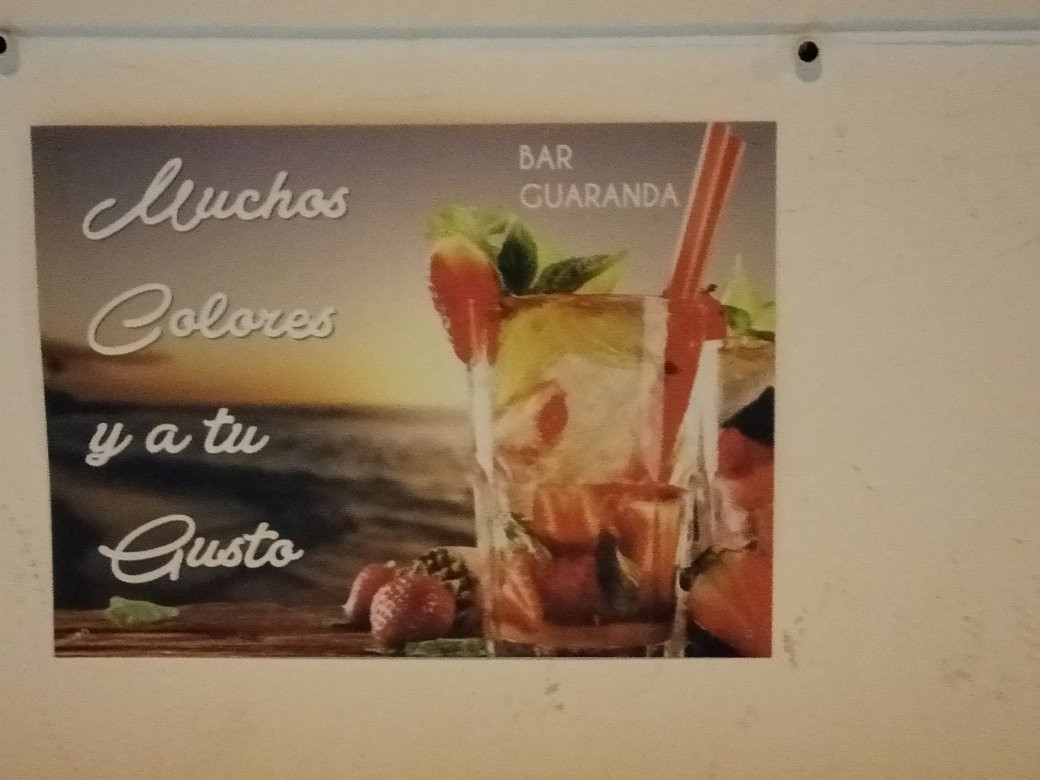 Muchos
Colores
y a tu
Gusto
BAR
GUARANDA